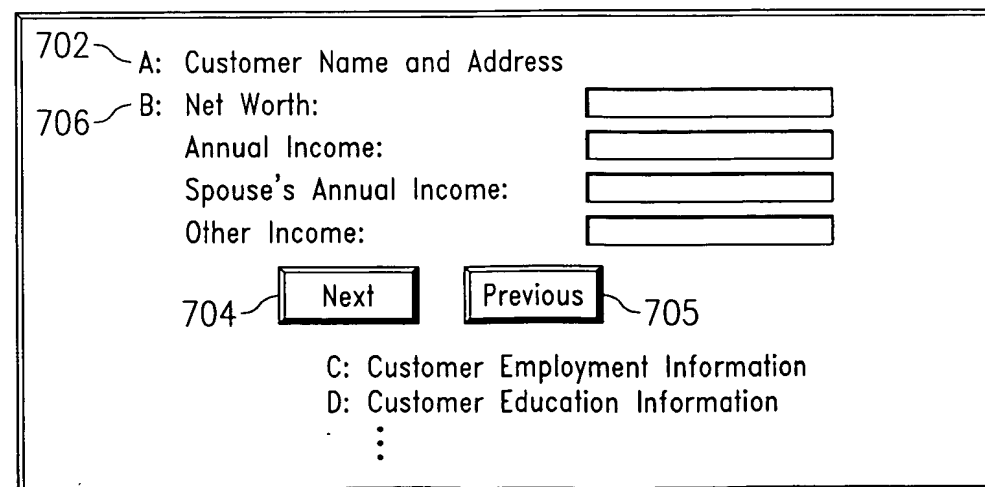 702 A: Customer Name and Address
706 B: Net Worth:
Annual Income:
Spouse's Annual Income:
Other Income:
704 Next Previous 705
C: Customer Employment Information
D: Customer Education Information